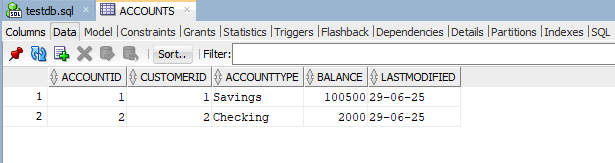 SQL testdb.sql ACCOUNTS
Columns Data Model Constraints Grants Statistics Triggers Flashback Dependencies Details Partitions Indexes SQL
Sort.. Filter:
ACCOUNTID CUSTOMERID ACCOUNTTYPE BALANCE LASTMODIFIED
1 1 1 Savings 100500 29-06-25
2 2 2 Checking 2000 29-06-25